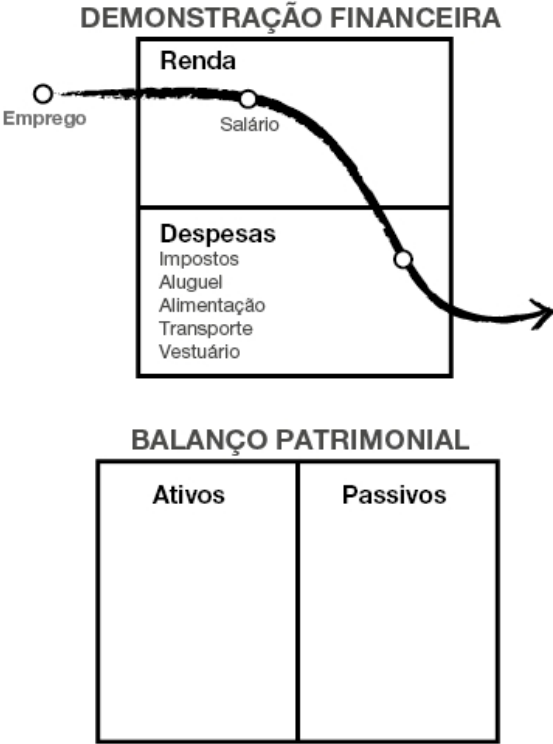 DEMONSTRAÇÃO FINANCEIRA
Renda
Emprego
Salário
Despesas
Impostos
Aluguel
Alimentação
Transporte
Vestuário
BALANÇO PATRIMONIAL
Ativos
Passivos